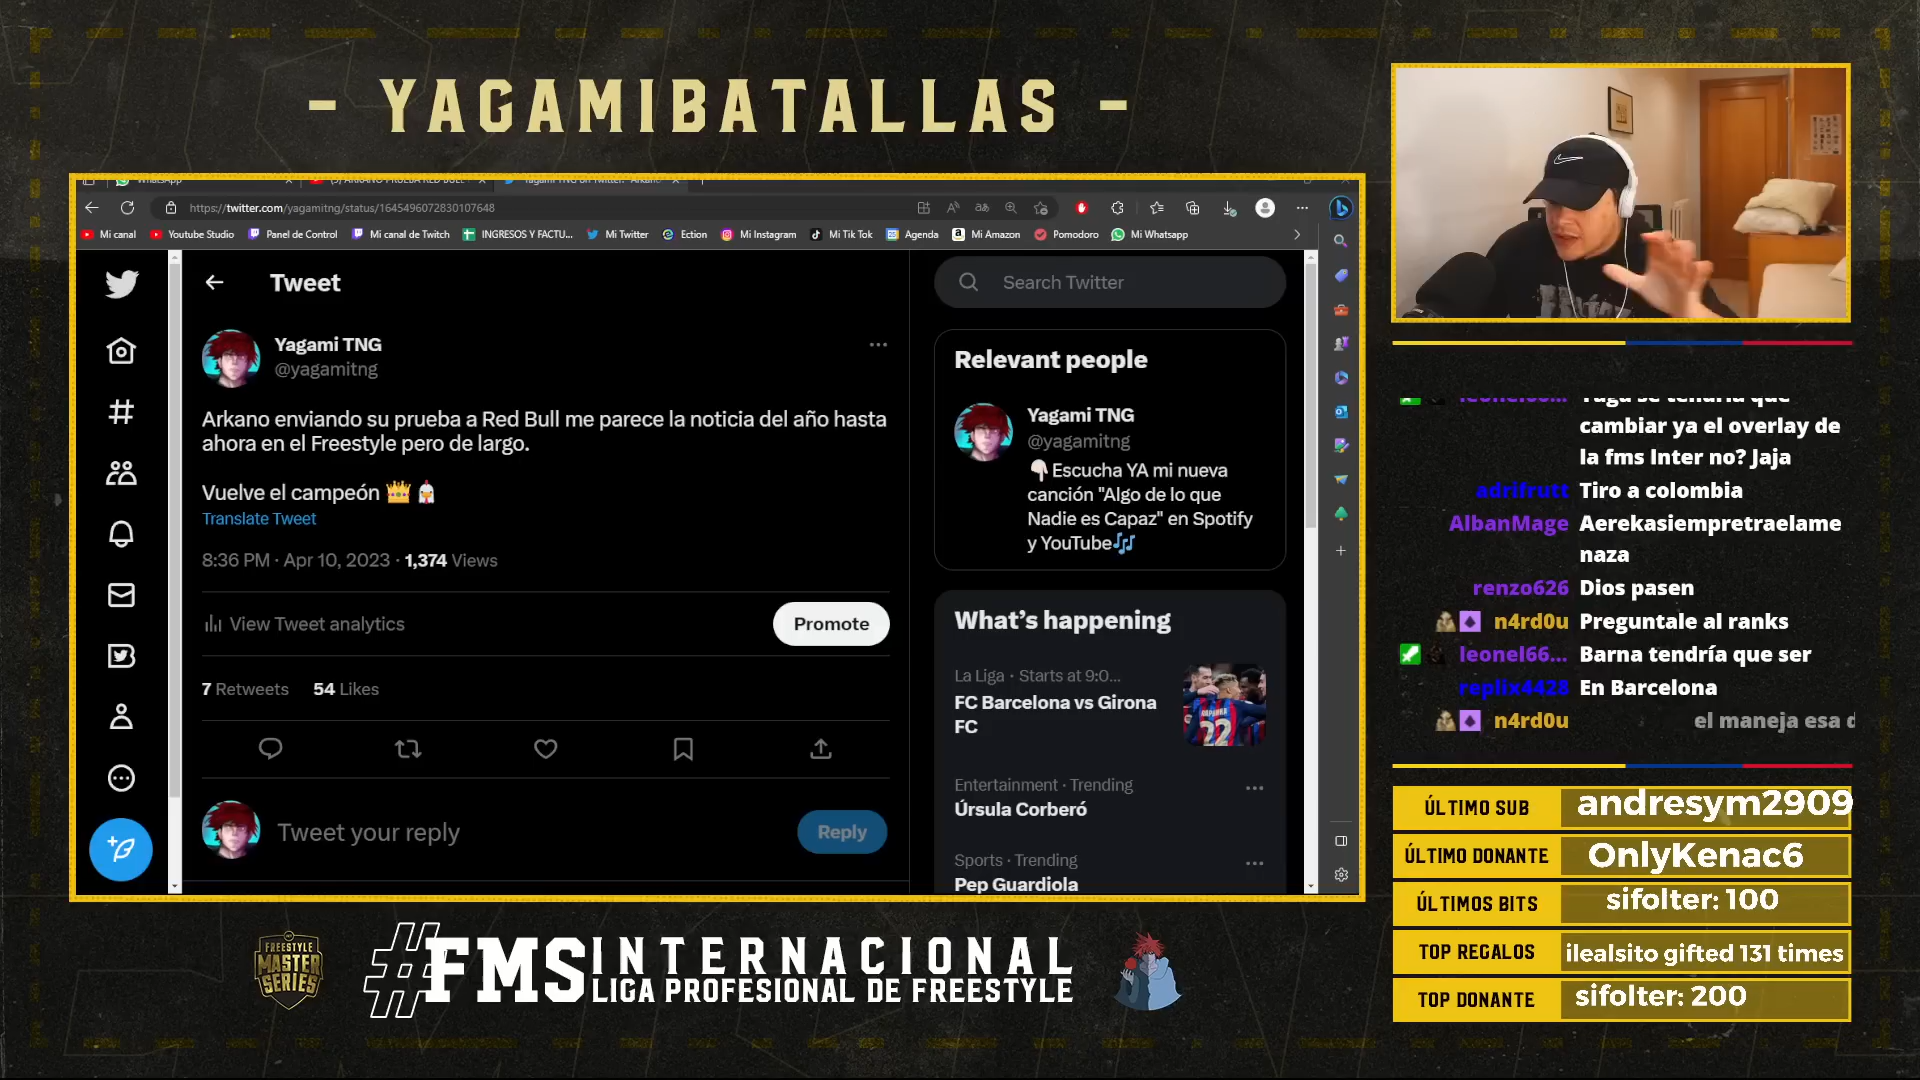 - YAGAMIBATALLAS -
https://twitter.com/yagamitng/status/1645496072830107648
Mi canal
Youtube Studio
Panel de Control
Mi canal de Twitch
INGRESOS Y FACTU...
Mi Twitter
Ection
Mi Instagram
Mi Tik Tok
Agenda
Mi Amazon
Pomodoro
Mi Whatsapp
Tweet
Yagami TNG
@yagamitng
Arkano enviando su prueba a Red Bull me parece la noticia del año hasta
ahora en el Freestyle pero de largo.
Vuelve el campeón 👑🐔
Translate Tweet
8:36 PM · Apr 10, 2023 · 1,374 Views
View Tweet analytics
Promote
7 Retweets 54 Likes
Tweet your reply
Reply
Search Twitter
Relevant people
Yagami TNG
@yagamitng
👇Escucha YA mi nueva
canción "Algo de lo que
Nadie es Capaz" en Spotify
y YouTube🎶
What's happening
La Liga · Starts at 9:0...
FC Barcelona vs Girona
FC
Entertainment · Trending
Úrsula Corberó
Sports · Trending
Pep Guardiola
cambiar ya el overlay de
la fms Inter no? Jaja
adrifrutt Tiro a colombia
AlbanMage Aerekasiempretraelame
naza
renzo626 Dios pasen
n4rd0u Preguntale al ranks
leonel66... Barna tendría que ser
replix4428 En Barcelona
n4rd0u el maneja esa
ÚLTIMO SUB andresym2909
ÚLTIMO DONANTE OnlyKenac6
ÚLTIMOS BITS sifolter: 100
TOP REGALOS ilealsito gifted 131 times
TOP DONANTE sifolter: 200
FREESTYLE
MASTER
SERIES
#FMS INTERNACIONAL
LIGA PROFESIONAL DE FREESTYLE